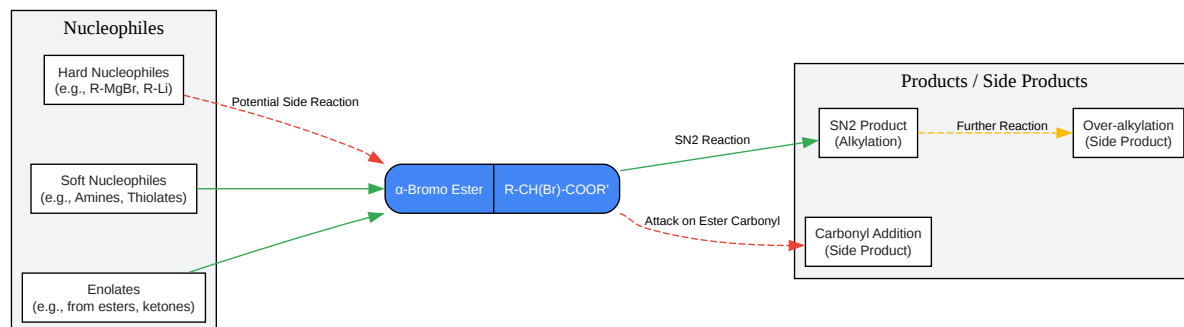 Nucleophiles
Hard Nucleophiles
(e.g., R-MgBr, R-Li)
Potential Side Reaction
Soft Nucleophiles
(e.g., Amines, Thiolates)
Enolates
(e.g., from esters, ketones)
α-Bromo Ester
R-CH(Br)-COOR'
SN2 Reaction
Attack on Ester Carbonyl
Products / Side Products
SN2 Product
(Alkylation)
Further Reaction
Over-alkylation
(Side Product)
Carbonyl Addition
(Side Product)